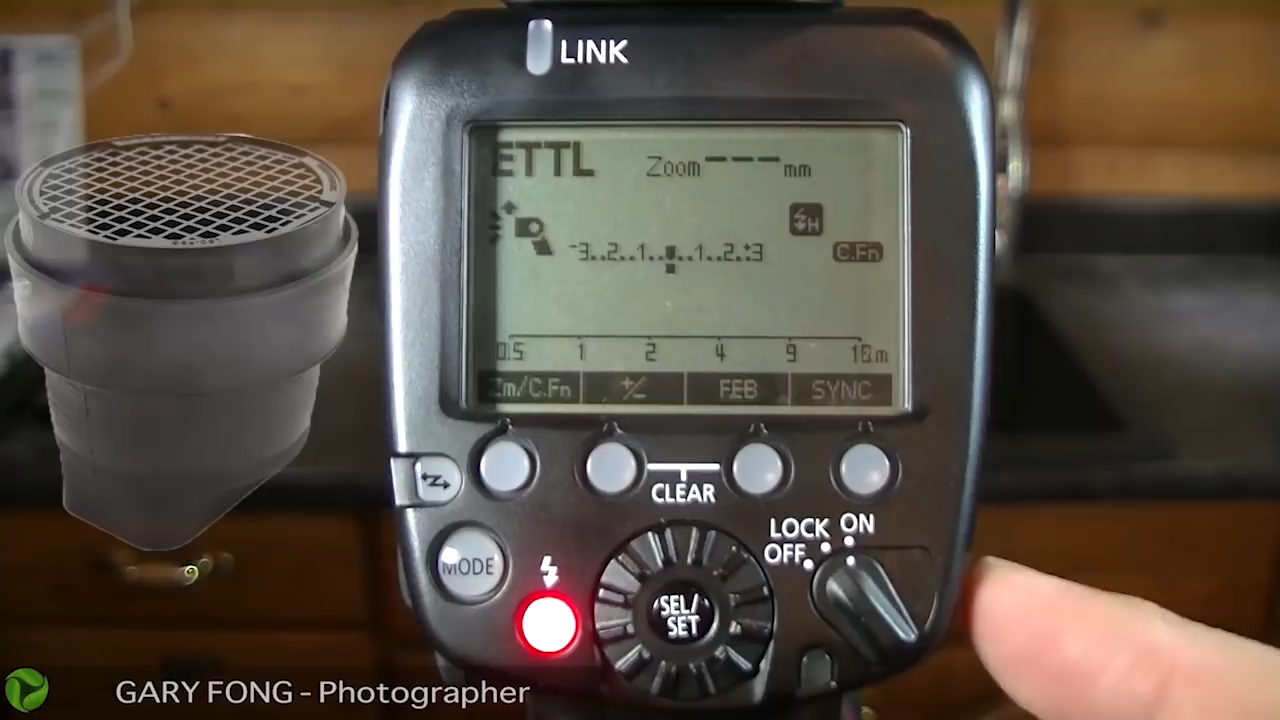 LINK
ETTL Zoom --- mm
H
-3..2..1..▮..1..2..+3
C.Fn
0.5 1 2 4 9 18m
Zm/C.Fn +/- FEB SYNC
CLEAR
LOCK ON
OFF
MODE
SEL/
SET
GARY FONG - Photographer